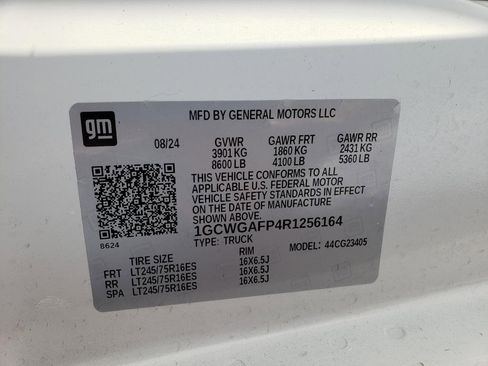 gm
MFD BY GENERAL MOTORS LLC
08/24 GVWR GAWR FRT GAWR RR
3901 KG 1860 KG 2431 KG
8600 LB 4100 LB 5360 LB
THIS VEHICLE CONFORMS TO ALL
APPLICABLE U.S. FEDERAL MOTOR
VEHICLE SAFETY STANDARDS IN EFFECT
ON THE DATE OF MANUFACTURE
SHOWN ABOVE.
1GCWGAFP4R1256164
8624
TYPE: TRUCK MODEL: 44CG23405
TIRE SIZE RIM
FRT LT245/75R16ES 16X6.5J
RR LT245/75R16ES 16X6.5J
SPA LT245/75R16ES 16X6.5J